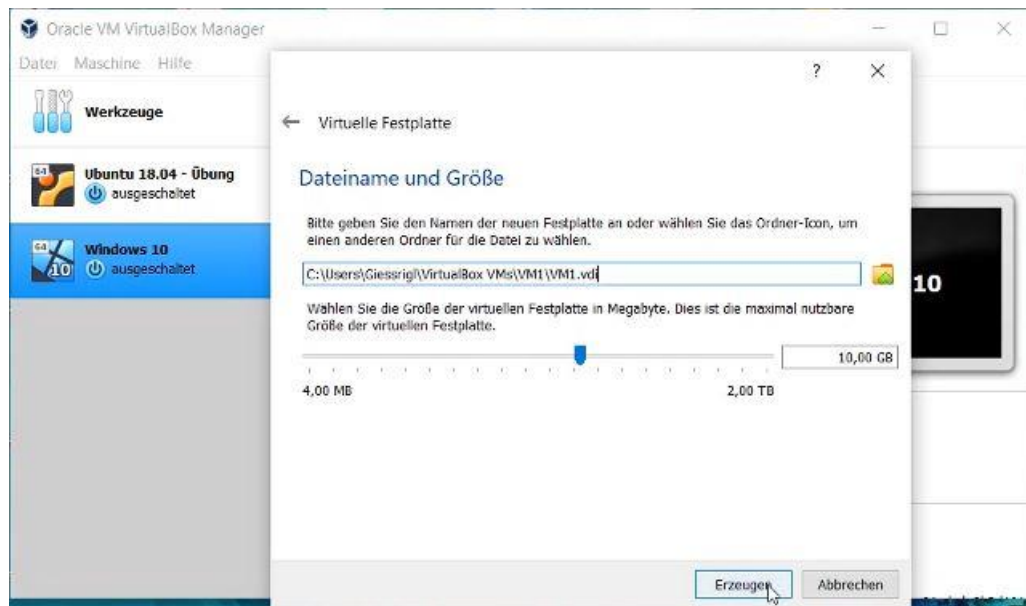 Oracle VM VirtualBox Manager
Datei Maschine Hilfe
Werkzeuge
64
Ubuntu 18.04 - Übung
ausgeschaltet
64
10
Windows 10
ausgeschaltet
?
Virtuelle Festplatte
Dateiname und Größe
Bitte geben Sie den Namen der neuen Festplatte an oder wählen Sie das Ordner-Icon, um
einen anderen Ordner für die Datei zu wählen.
C:\Users\Giessrigl\VirtualBox VMs\VM1\VM1.vdi
Wählen Sie die Größe der virtuellen Festplatte in Megabyte. Dies ist die maximal nutzbare
Größe der virtuellen Festplatte.
10,00 GB
4,00 MB 2,00 TB
10
Erzeugen Abbrechen